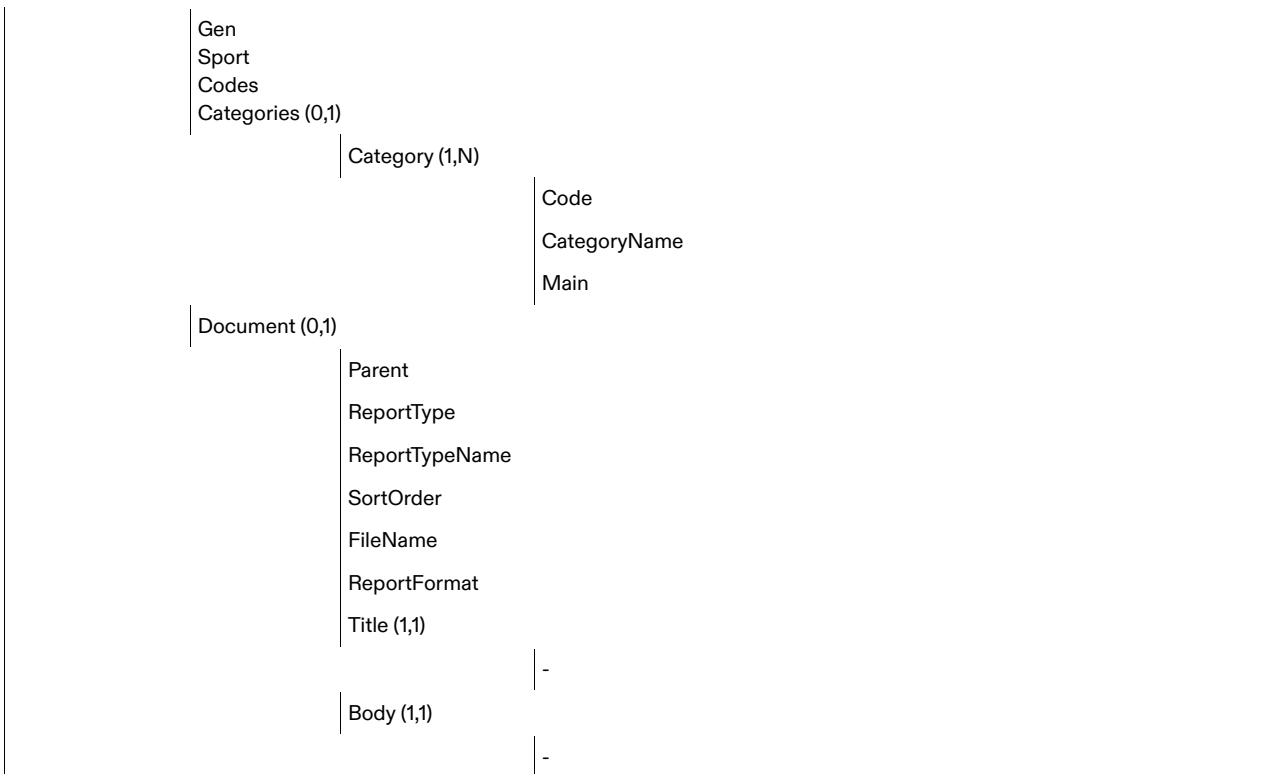 Gen
Sport
Codes
Categories (0,1)
Category (1,N)
Code
CategoryName
Main
Document (0,1)
Parent
ReportType
ReportTypeName
SortOrder
FileName
ReportFormat
Title (1,1)
-
Body (1,1)
-